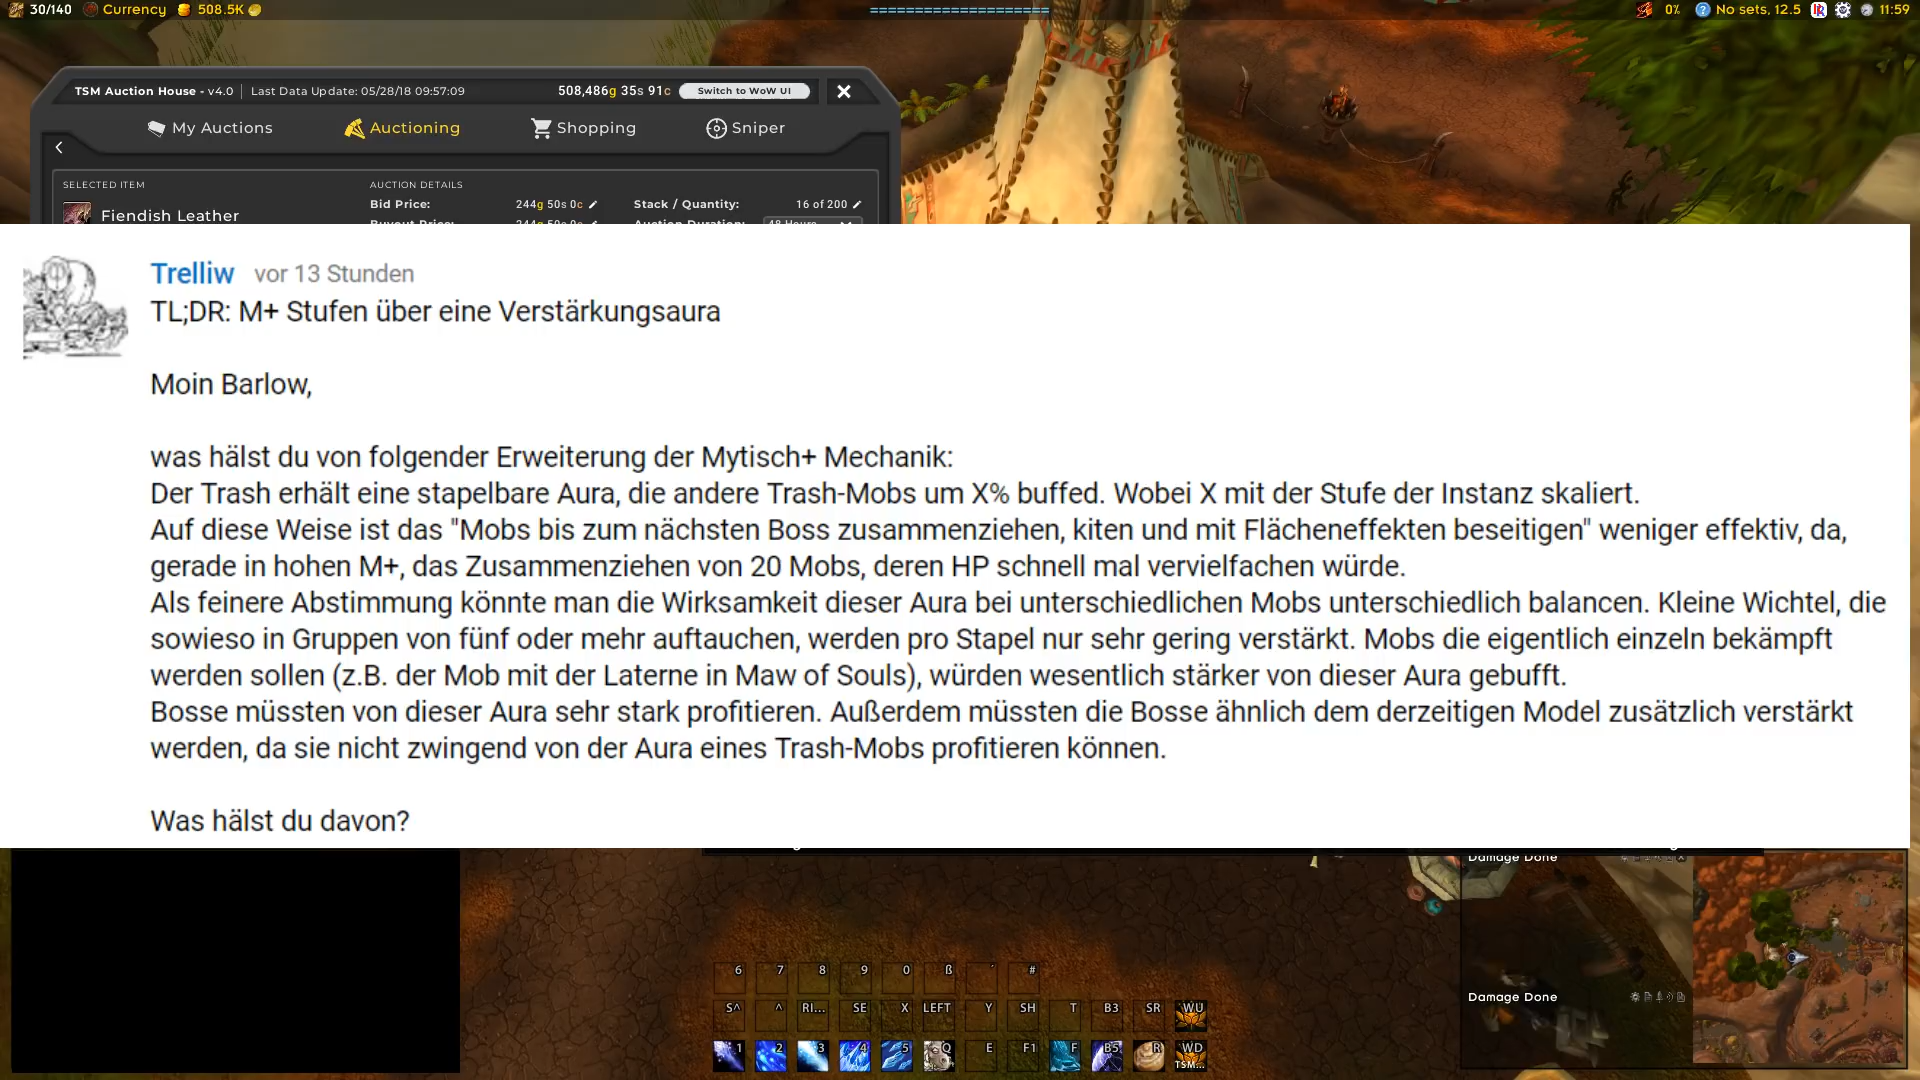 30/140 Currency 508.5K
0% No sets, 12.5 11:59
TSM Auction House - v4.0 | Last Data Update: 05/28/18 09:57:09 508,486g 35s 91c Switch to WoW UI
My Auctions Auctioning Shopping Sniper
SELECTED ITEM AUCTION DETAILS
Bid Price: 244g 50s 0c Stack / Quantity: 16 of 200
Fiendish Leather
Buyout Price: 244g 50s 0c Auction Duration: 48 Hours
Trelliw vor 13 Stunden
TL;DR: M+ Stufen über eine Verstärkungsaura
Moin Barlow,
was hälst du von folgender Erweiterung der Mytisch+ Mechanik:
Der Trash erhält eine stapelbare Aura, die andere Trash-Mobs um X% buffed. Wobei X mit der Stufe der Instanz skaliert.
Auf diese Weise ist das "Mobs bis zum nächsten Boss zusammenziehen, kiten und mit Flächeneffekten beseitigen" weniger effektiv, da,
gerade in hohen M+, das Zusammenziehen von 20 Mobs, deren HP schnell mal vervielfachen würde.
Als feinere Abstimmung könnte man die Wirksamkeit dieser Aura bei unterschiedlichen Mobs unterschiedlich balancen. Kleine Wichtel, die
sowieso in Gruppen von fünf oder mehr auftauchen, werden pro Stapel nur sehr gering verstärkt. Mobs die eigentlich einzeln bekämpft
werden sollen (z.B. der Mob mit der Laterne in Maw of Souls), würden wesentlich stärker von dieser Aura gebufft.
Bosse müssten von dieser Aura sehr stark profitieren. Außerdem müssten die Bosse ähnlich dem derzeitigen Model zusätzlich verstärkt
werden, da sie nicht zwingend von der Aura eines Trash-Mobs profitieren können.
Was hälst du davon?
Damage Done
6 7 8 9 0 ß ´ #
S^ ^ RI... SE X LEFT Y SH T B3 SR WU
Damage Done
1 2 3 4 5 Q E F1 F B5 R WD
TSM...